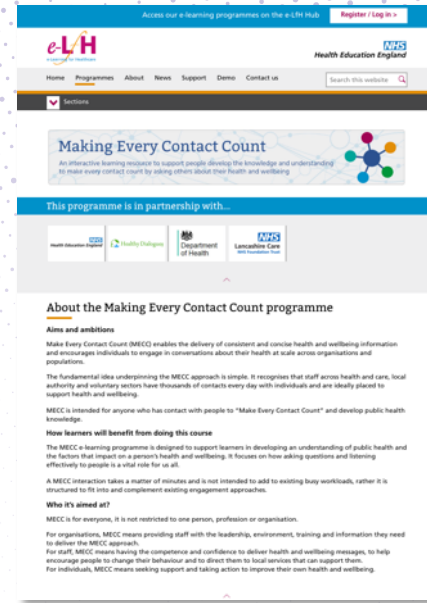 Access our e-learning programmes on the e-LfH Hub
Register / Log in >
e-LfH
e-Learning for Healthcare
NHS
Health Education England
Home Programmes About News Support Demo Contact us
Search this website
Sections
Making Every Contact Count
An interactive learning resource to support people develop the knowledge and understanding
to make every contact count by asking others about their health and wellbeing
This programme is in partnership with...
NHS
Health Education England
Healthy Dialogues
Department
of Health
NHS
Lancashire Care
NHS Foundation Trust
About the Making Every Contact Count programme
Aims and ambitions
Make Every Contact Count (MECC) enables the delivery of consistent and concise health and wellbeing information
and encourages individuals to engage in conversations about their health at scale across organisations and
populations.
The fundamental idea underpinning the MECC approach is simple. It recognises that staff across health and care, local
authority and voluntary sectors have thousands of contacts every day with individuals and are ideally placed to
support health and wellbeing.
MECC is intended for anyone who has contact with people to "Make Every Contact Count" and develop public health
knowledge.
How learners will benefit from doing this course
The MECC e-learning programme is designed to support learners in developing an understanding of public health and
the factors that impact on a person's health and wellbeing. It focuses on how asking questions and listening
effectively to people is a vital role for us all.
A MECC interaction takes a matter of minutes and is not intended to add to existing busy workloads, rather it is
structured to fit into and complement existing engagement approaches.
Who it's aimed at?
MECC is for everyone, it is not restricted to one person, profession or organisation.
For organisations, MECC means providing staff with the leadership, environment, training and information they need
to deliver the MECC approach.
For staff, MECC means having the competence and confidence to deliver health and wellbeing messages, to help
encourage people to change their behaviour and to direct them to local services that can support them.
For individuals, MECC means seeking support and taking action to improve their own health and wellbeing.